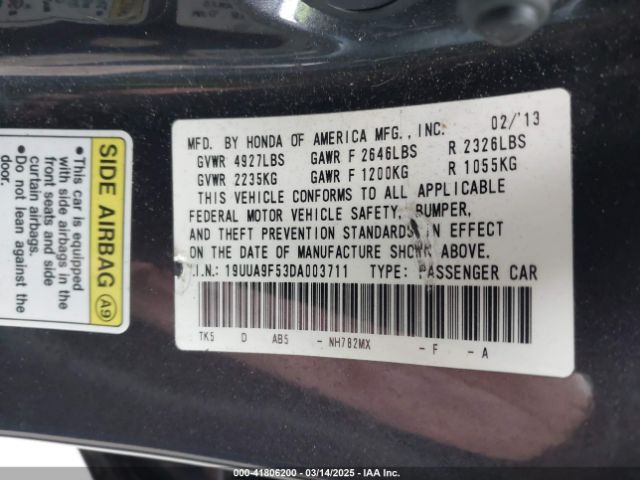 02/'13
MFD. BY HONDA OF AMERICA MFG., INC.
GVWR 4927LBS GAWR F 2646LBS R 2326LBS
GVWR 2235KG GAWR F 1200KG R 1055KG
THIS VEHICLE CONFORMS TO ALL APPLICABLE
FEDERAL MOTOR VEHICLE SAFETY, BUMPER,
AND THEFT PREVENTION STANDARDS IN EFFECT
ON THE DATE OF MANUFACTURE SHOWN ABOVE.
.I.N.: 19UUA9F53DA003711 TYPE: PASSENGER CAR
TK5 D AB5 - NH782MX - F - A
SIDE AIRBAG A9
•This car is equipped
with side airbags in the
front seats and side
curtain airbags.
•Do not lean against the
door.
000-41806200 - 03/14/2025 - IAA Inc.